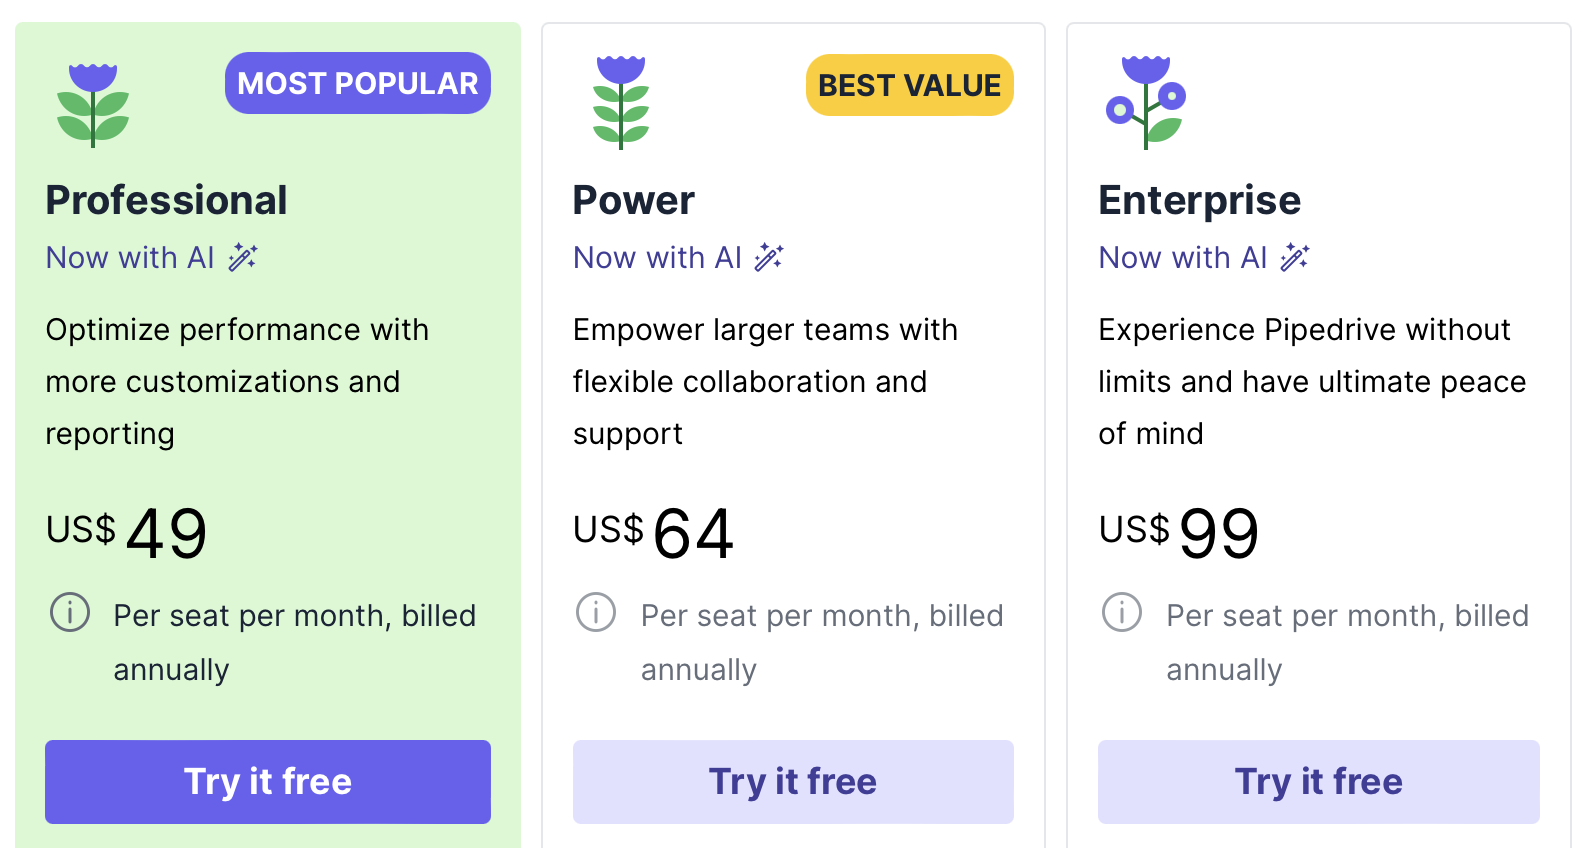 MOST POPULAR
Professional
Now with AI
Optimize performance with
more customizations and
reporting
US$ 49
Per seat per month, billed
annually
Try it free
BEST VALUE
Power
Now with AI
Empower larger teams with
flexible collaboration and
support
US$ 64
Per seat per month, billed
annually
Try it free
Enterprise
Now with AI
Experience Pipedrive without
limits and have ultimate peace
of mind
US$ 99
Per seat per month, billed
annually
Try it free